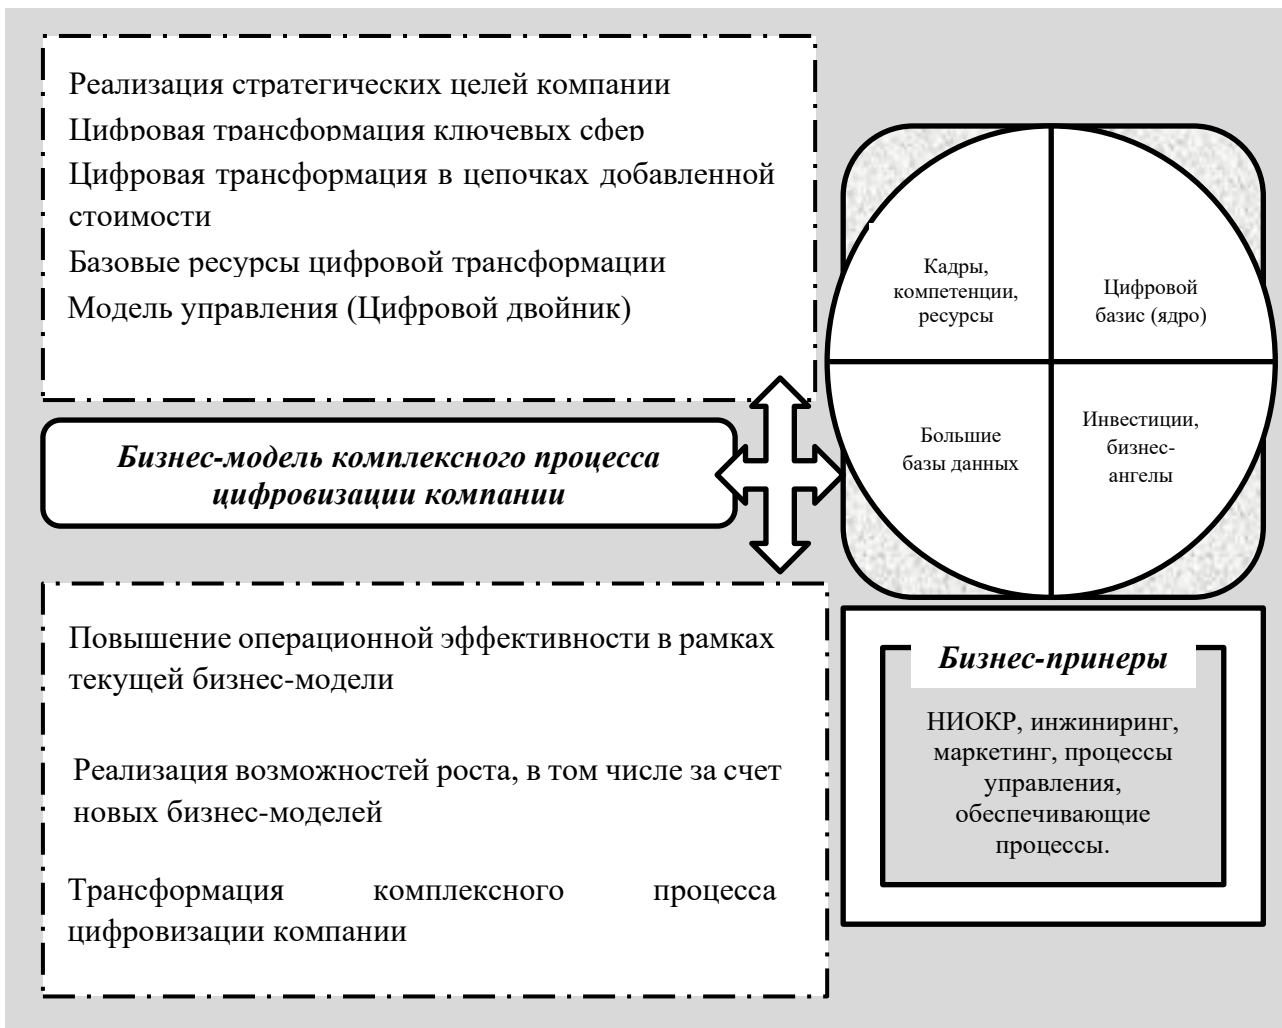 Реализация стратегических целей компании
Цифровая трансформация ключевых сфер
Цифровая трансформация в цепочках добавленной
стоимости
Базовые ресурсы цифровой трансформации
Модель управления (Цифровой двойник)
Кадры,
компетенции,
ресурсы
Цифровой
базис (ядро)
Большие
базы данных
Инвестиции,
бизнес-
ангелы
Бизнес-модель комплексного процесса
цифровизации компании
Повышение операционной эффективности в рамках
текущей бизнес-модели
Реализация возможностей роста, в том числе за счет
новых бизнес-моделей
Трансформация комплексного процесса
цифровизации компании
Бизнес-принеры
НИОКР, инжиниринг,
маркетинг, процессы
управления,
обеспечивающие
процессы.